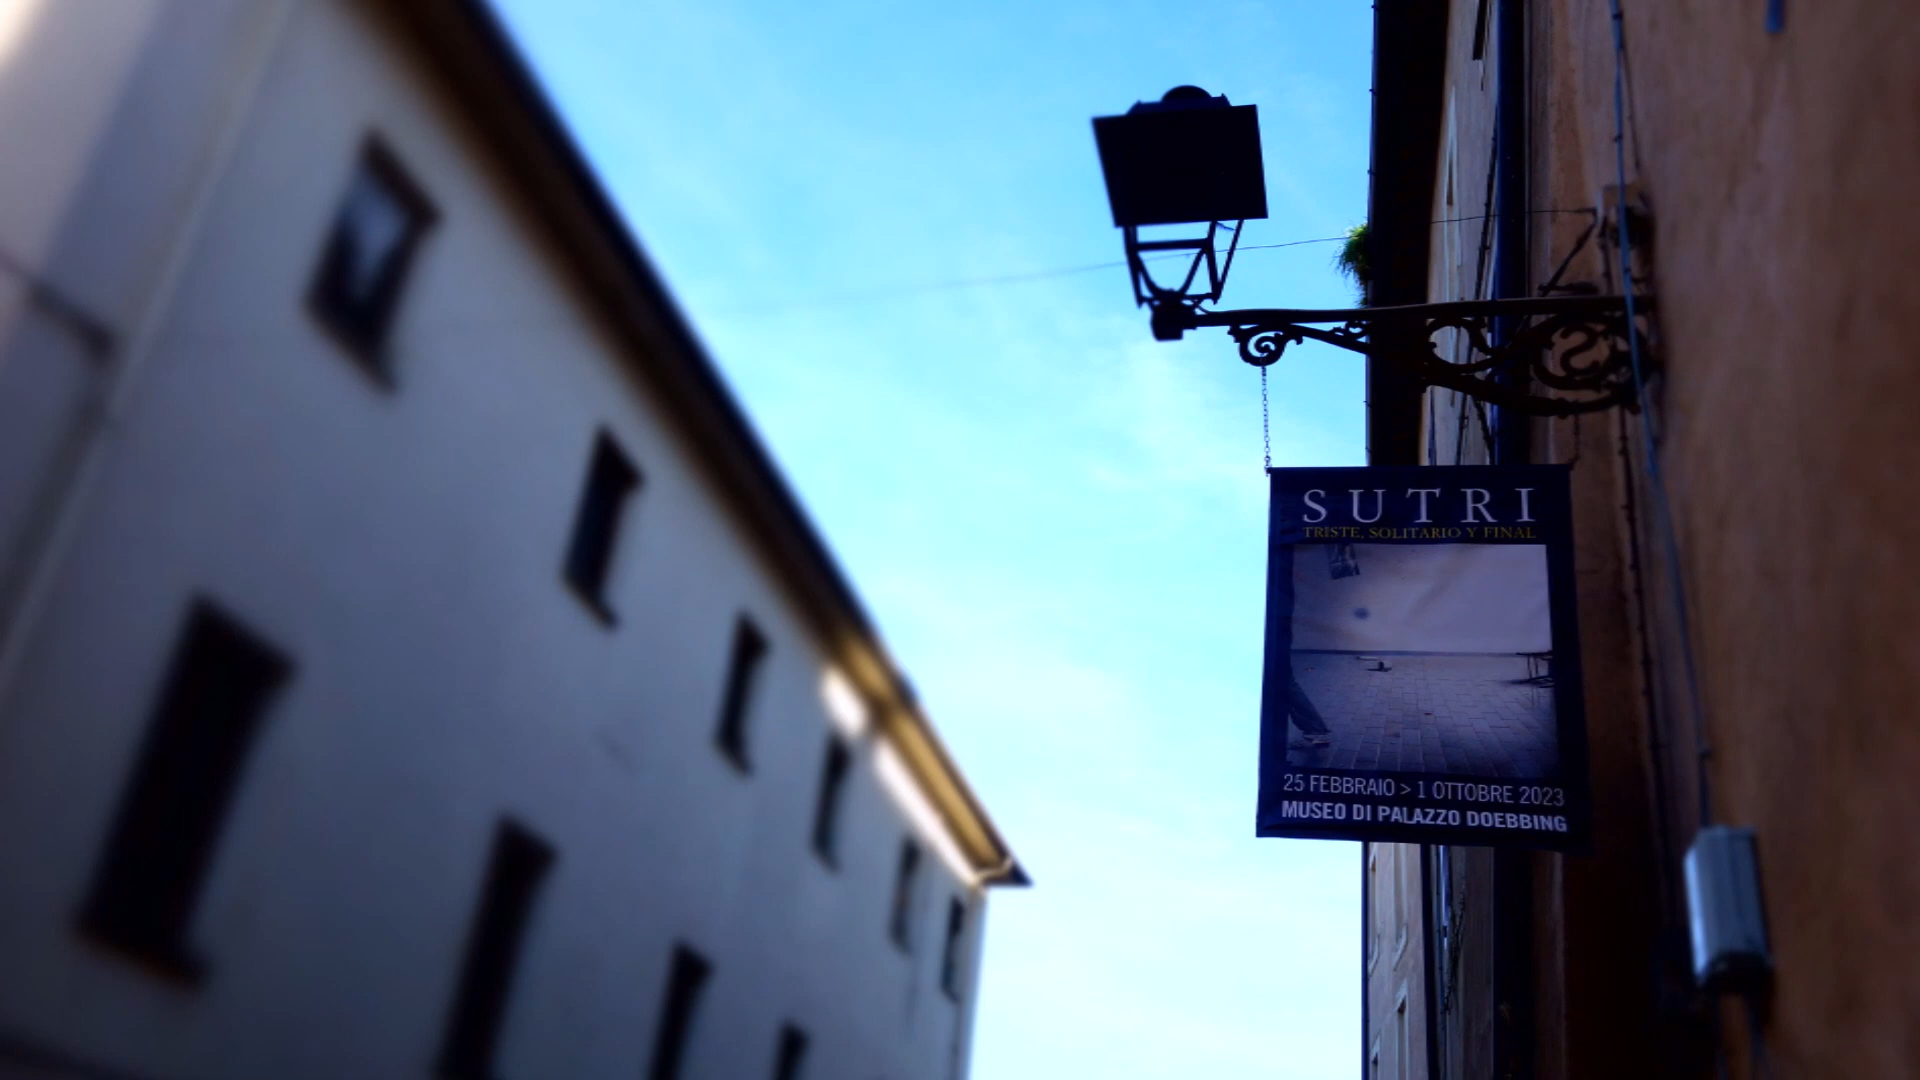 SUTRI
TRISTE, SOLITARIO Y FINAL
25 FEBBRAIO > 1 OTTOBRE 2023
MUSEO DI PALAZZO DOEBBING